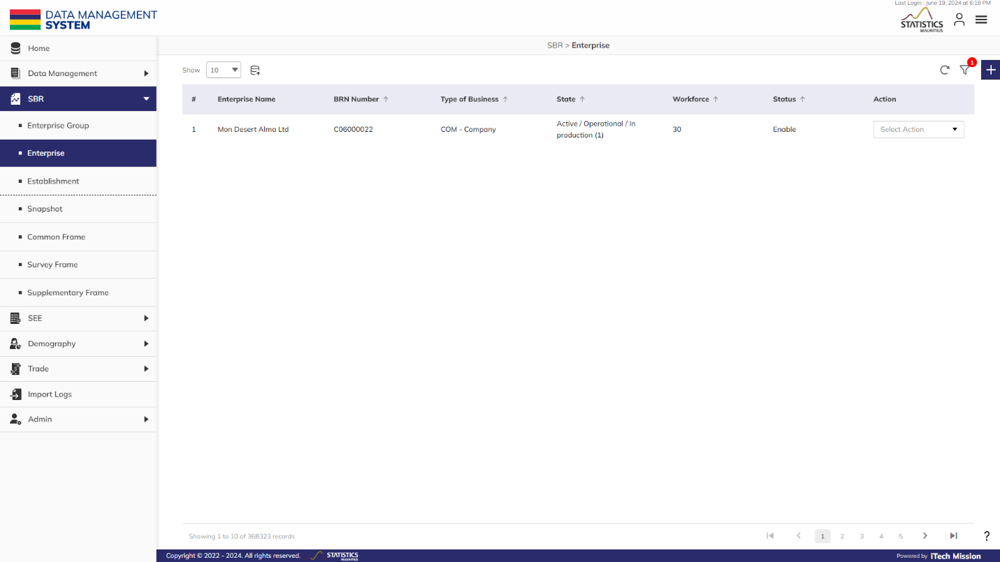 Last Login : June 19, 2024 at 6:18 PM
DATA MANAGEMENT
SYSTEM
STATISTICS
MAURITIUS
Home
Data Management
SBR
Enterprise Group
Enterprise
Establishment
Snapshot
Common Frame
Survey Frame
Supplementary Frame
SEE
Demography
Trade
Import Logs
Admin
SBR > Enterprise
Show 10
1
# Enterprise Name BRN Number Type of Business State Workforce Status Action
1 Mon Desert Alma Ltd C06000022 COM - Company Active / Operational / In production (1) 30 Enable Select Action
Showing 1 to 10 of 368323 records
1 2 3 4 5
?
Copyright © 2022 - 2024. All rights reserved. STATISTICS MAURITIUS
Powered by iTech Mission